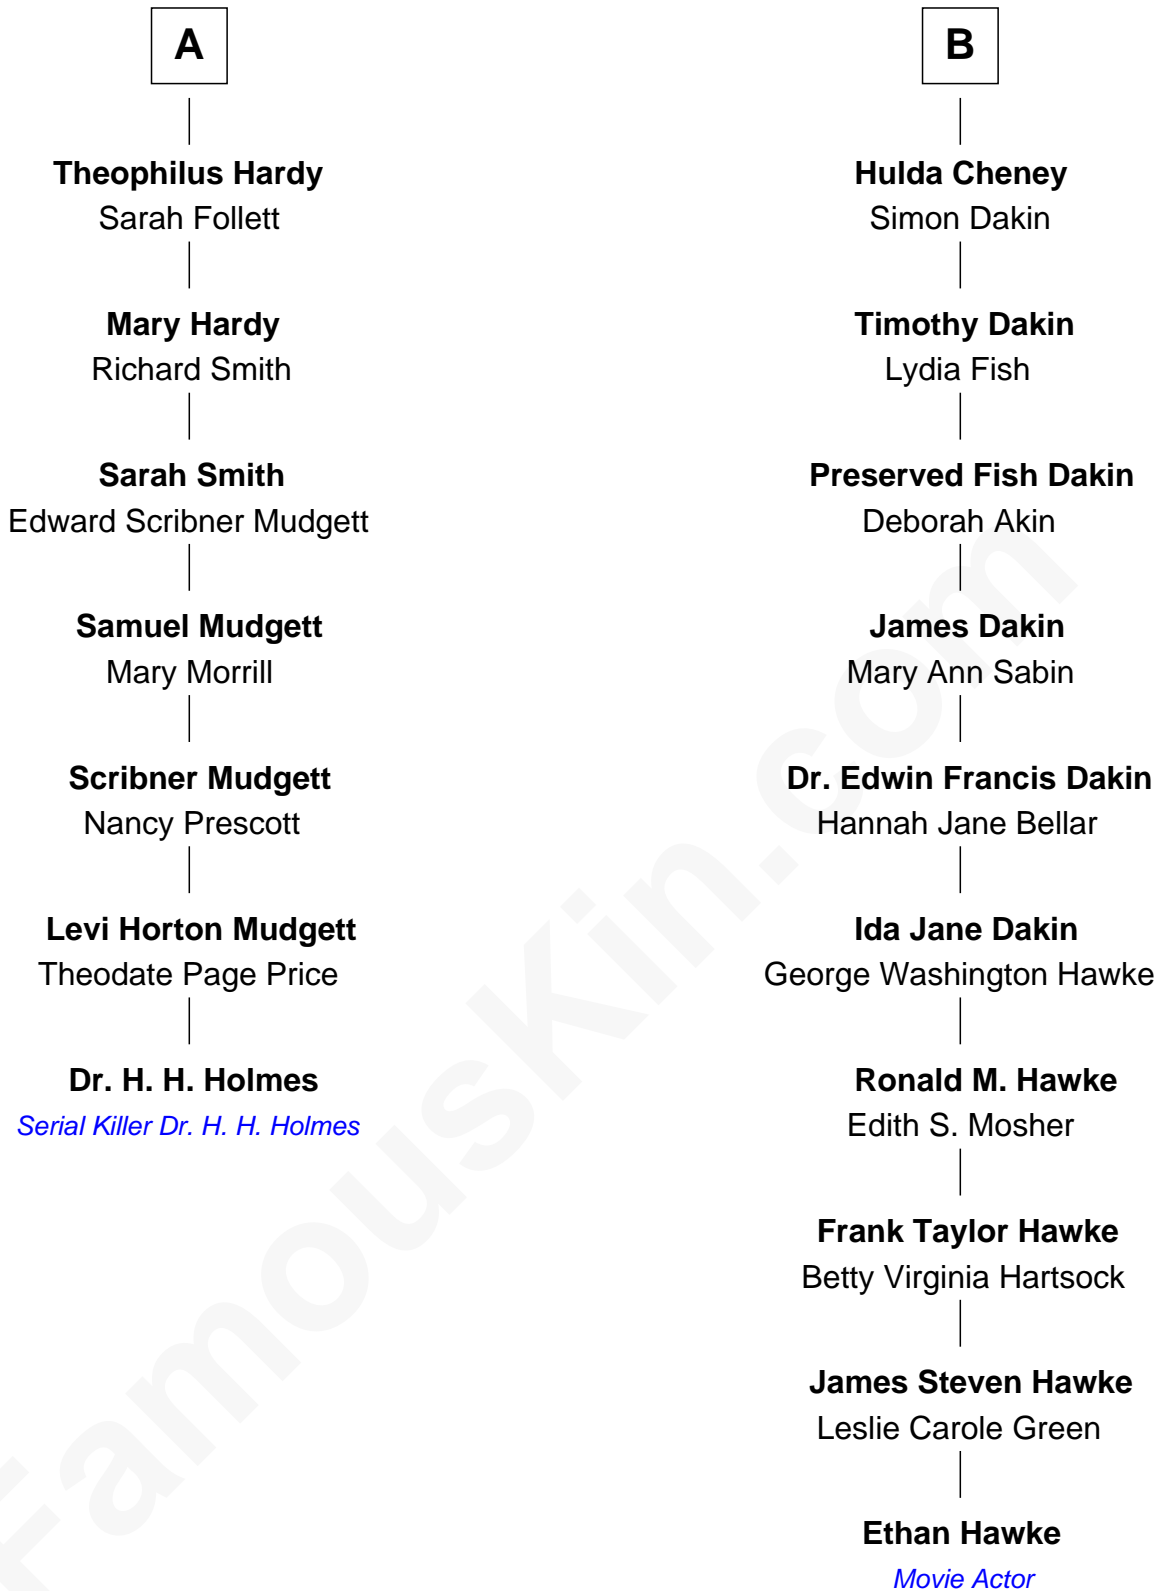 A
Theophilus Hardy
Sarah Follett
Mary Hardy
Richard Smith
Sarah Smith
Edward Scribner Mudgett
Samuel Mudgett
Mary Morrill
Scribner Mudgett
Nancy Prescott
Levi Horton Mudgett
Theodate Page Price
Dr. H. H. Holmes
Serial Killer Dr. H. H. Holmes
B
Hulda Cheney
Simon Dakin
Timothy Dakin
Lydia Fish
Preserved Fish Dakin
Deborah Akin
James Dakin
Mary Ann Sabin
Dr. Edwin Francis Dakin
Hannah Jane Bellar
Ida Jane Dakin
George Washington Hawke
Ronald M. Hawke
Edith S. Mosher
Frank Taylor Hawke
Betty Virginia Hartsock
James Steven Hawke
Leslie Carole Green
Ethan Hawke
Movie Actor
FamousKin.com